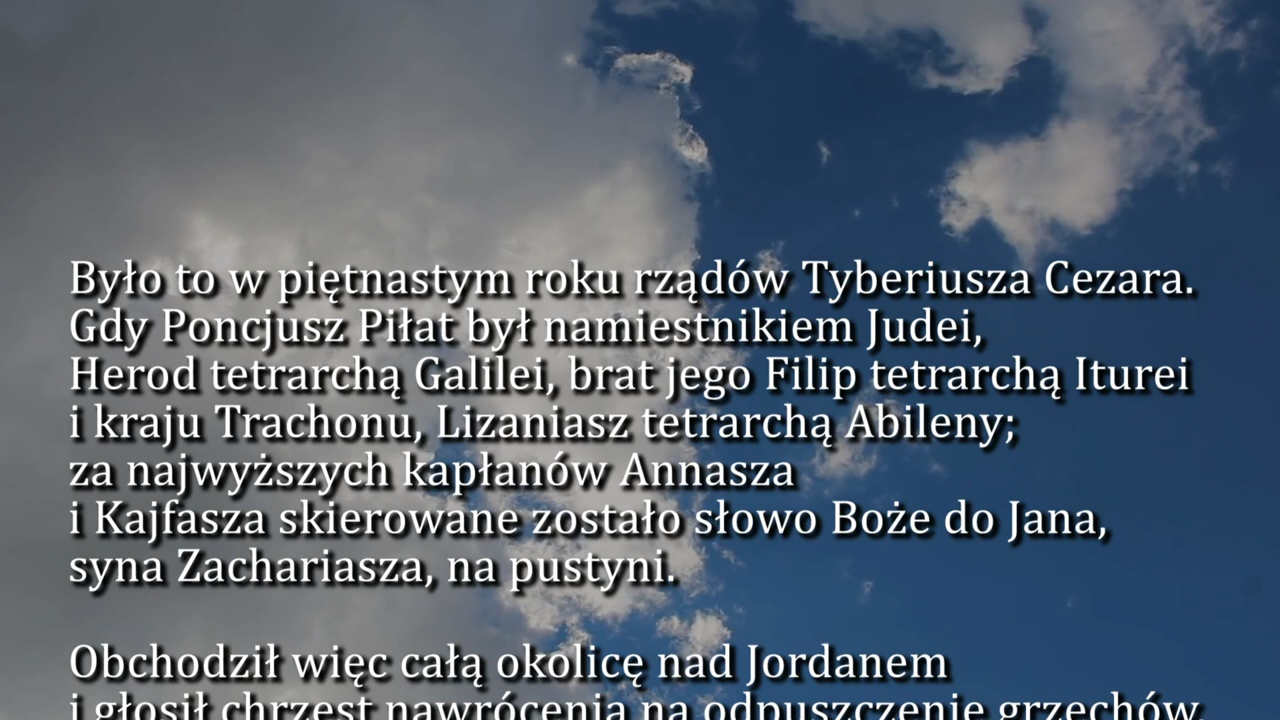 Było to w piętnastym roku rządów Tyberiusza Cezara.
Gdy Poncjusz Piłat był namiestnikiem Judei,
Herod tetrarchą Galilei, brat jego Filip tetrarchą Iturei
i kraju Trachonu, Lizaniasz tetrarchą Abileny;
za najwyższych kapłanów Annasza
i Kajfasza skierowane zostało słowo Boże do Jana,
syna Zachariasza, na pustyni.
Obchodził więc całą okolicę nad Jordanem
i głosił chrzest nawrócenia na odpuszczenie grzechów